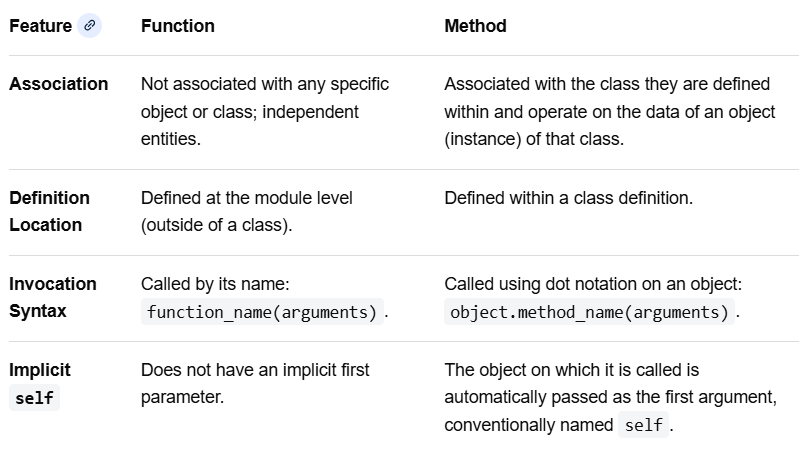 Feature Function Method
Association Not associated with any specific Associated with the class they are defined
object or class; independent within and operate on the data of an object
entities. (instance) of that class.
Definition Defined at the module level Defined within a class definition.
Location (outside of a class).
Invocation Called by its name: Called using dot notation on an object:
Syntax function_name(arguments) . object.method_name(arguments) .
Implicit Does not have an implicit first The object on which it is called is
self parameter. automatically passed as the first argument,
conventionally named self .